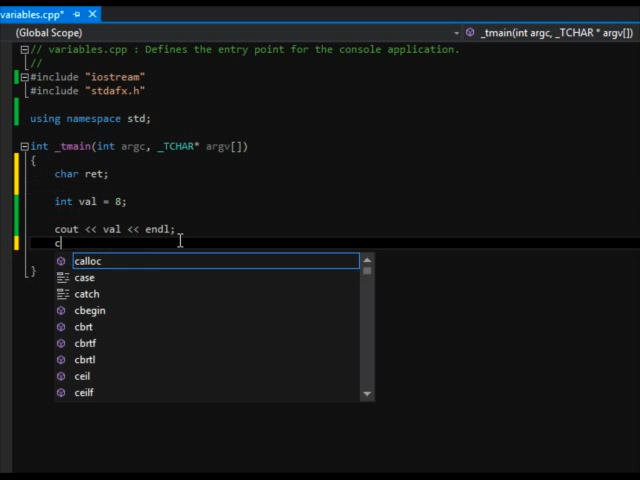 variables.cpp*
(Global Scope) _tmain(int argc, _TCHAR * argv[])
// variables.cpp : Defines the entry point for the console application.
//
#include "iostream"
#include "stdafx.h"
using namespace std;
int _tmain(int argc, _TCHAR* argv[])
{
char ret;
int val = 8;
cout << val << endl;
c
calloc
case
catch
cbegin
cbrt
cbrtf
cbrtl
ceil
ceilf
}